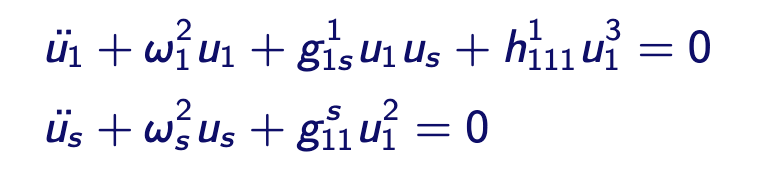 ü₁ + ω₁²u₁ + g¹₁ₛu₁uₛ + h¹₁₁₁u₁³ = 0
üₛ + ωₛ²uₛ + gˢ₁₁u₁² = 0